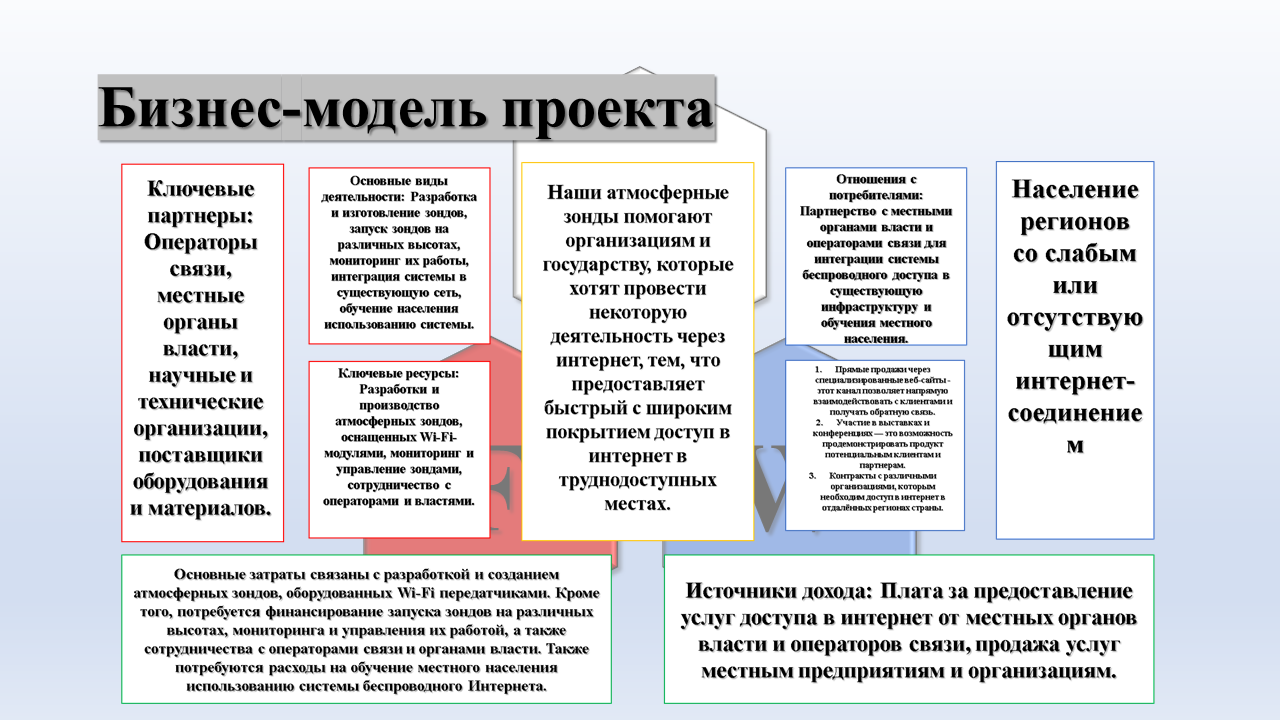 Бизнес-модель проекта
Ключевые
партнеры:
Операторы
связи,
местные
органы
власти,
научные и
технические
организации,
поставщики
оборудования
и материалов.
Основные виды
деятельности: Разработка
и изготовление зондов,
запуск зондов на
различных высотах,
мониторинг их работы,
интеграция системы в
существующую сеть,
обучение населения
использованию системы.
Ключевые ресурсы:
Разработки и
производство
атмосферных зондов,
оснащенных Wi-Fi-
модулями, мониторинг и
управление зондами,
сотрудничество с
операторами и властями.
Наши атмосферные
зонды помогают
организациям и
государству, которые
хотят провести
некоторую
деятельность через
интернет, тем, что
предоставляет
быстрый с широким
покрытием доступ в
интернет в
труднодоступных
местах.
Отношения с
потребителями:
Партнерство с местными
органами власти и
операторами связи для
интеграции системы
беспроводного доступа в
существующую
инфраструктуру и
обучения местного
населения.
1. Прямые продажи через
специализированные веб-сайты -
этот канал позволяет напрямую
взаимодействовать с клиентами и
получать обратную связь.
2. Участие в выставках и
конференциях — это возможность
продемонстрировать продукт
потенциальным клиентам и
партнерам.
3. Контракты с различными
организациями, которым
необходим доступ в интернет в
отдалённых регионах страны.
Население
регионов
со слабым
или
отсутствую
щим
интернет-
соединение
м
F
W
Основные затраты связаны с разработкой и созданием
атмосферных зондов, оборудованных Wi-Fi передатчиками. Кроме
того, потребуется финансирование запуска зондов на различных
высотах, мониторинга и управления их работой, а также
сотрудничества с операторами связи и органами власти. Также
потребуются расходы на обучение местного населения
использованию системы беспроводного Интернета.
Источники дохода: Плата за предоставление
услуг доступа в интернет от местных органов
власти и операторов связи, продажа услуг
местным предприятиям и организациям.